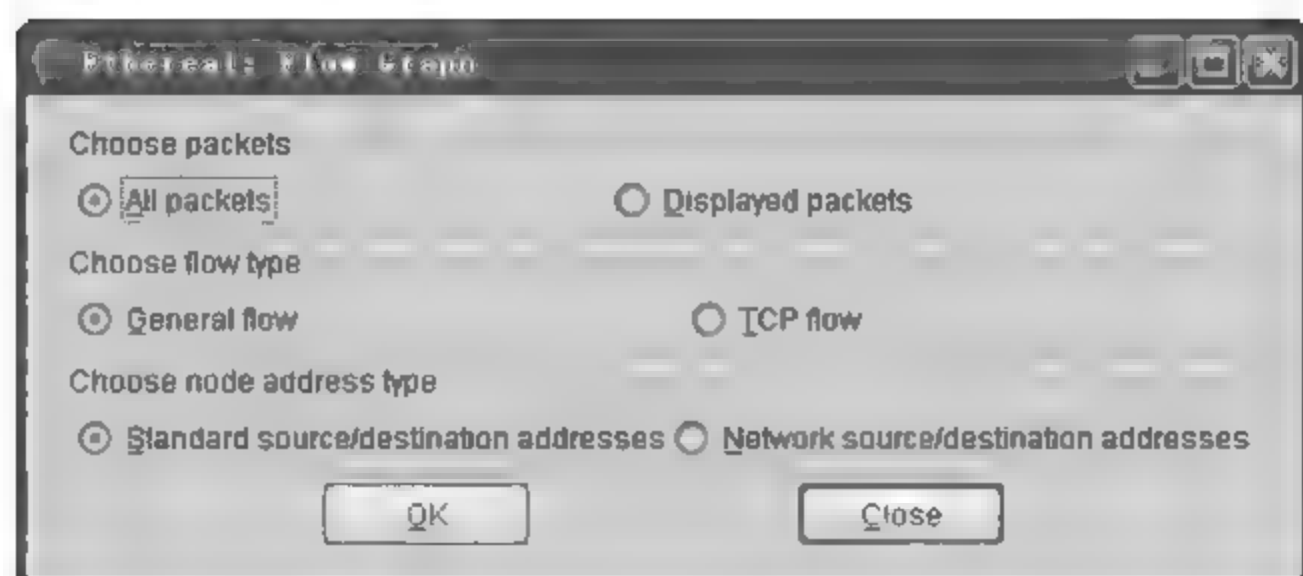 Ethereal: Flow Graph
Choose packets
All packets Displayed packets
Choose flow type
General flow TCP flow
Choose node address type
Standard source/destination addresses Network source/destination addresses
OK Close